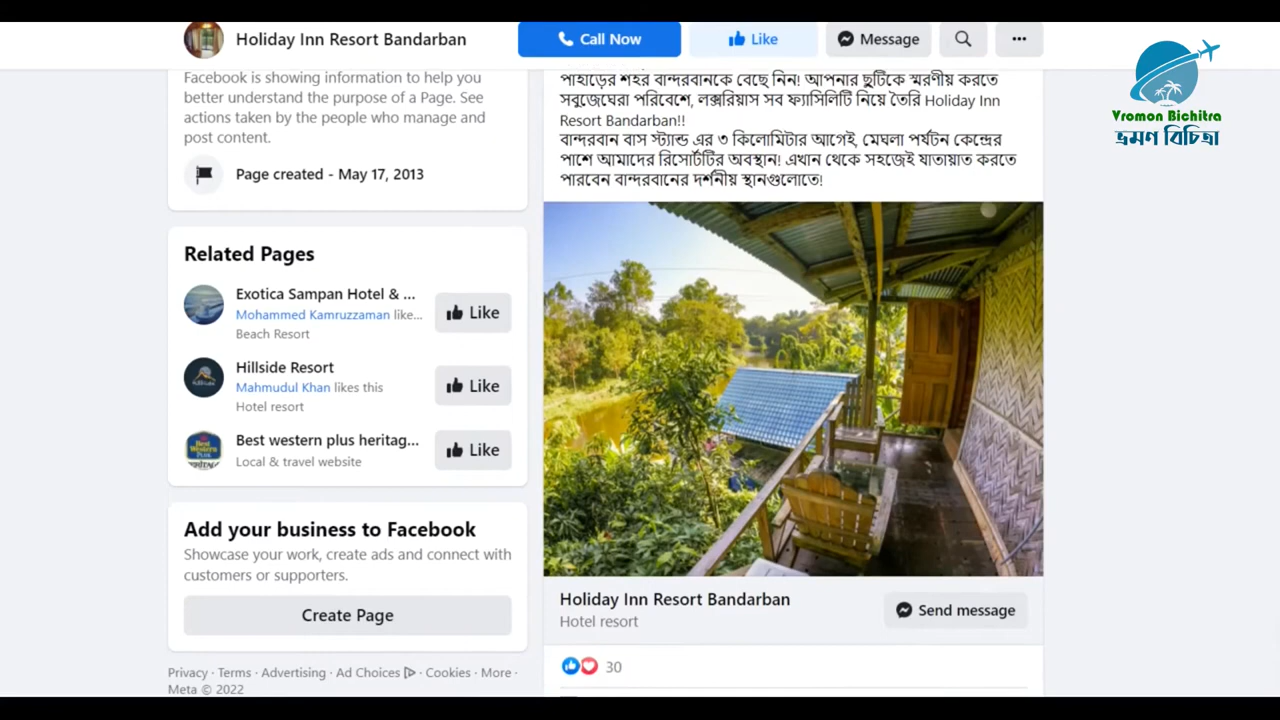 Holiday Inn Resort Bandarban
Call Now
Like
Message
Vromon Bichitra
ভ্রমণ বিচিত্রা
Facebook is showing information to help you
better understand the purpose of a Page. See
actions taken by the people who manage and
post content.
Page created - May 17, 2013
Related Pages
Exotica Sampan Hotel & ...
Mohammed Kamruzzaman like...
Beach Resort
Like
Hillside Resort
Mahmudul Khan likes this
Hotel resort
Like
Best western plus heritag...
Local & travel website
Like
Add your business to Facebook
Showcase your work, create ads and connect with
customers or supporters.
Create Page
Privacy · Terms · Advertising · Ad Choices · Cookies · More ·
Meta © 2022
পাহাড়ের শহর বান্দরবানকে বেছে নিন! আপনার ছুটিকে স্মরণীয় করতে
সবুজেঘেরা পরিবেশে, লক্সরিয়াস সব ফ্যাসিলিটি নিয়ে তৈরি Holiday Inn
Resort Bandarban!!
বান্দরবান বাস স্ট্যান্ড এর ৩ কিলোমিটার আগেই, মেঘলা পর্যটন কেন্দ্রের
পাশে আমাদের রিসোর্টটির অবস্থান! এখান থেকে সহজেই যাতায়াত করতে
পারবেন বান্দরবানের দর্শনীয় স্থানগুলোতে!
Holiday Inn Resort Bandarban
Hotel resort
Send message
30